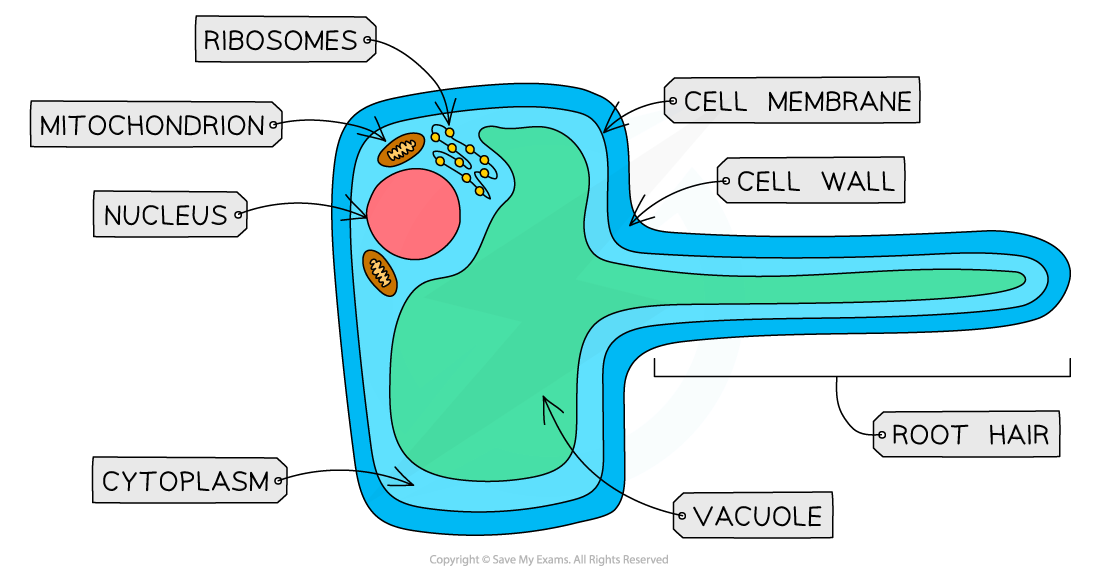 RIBOSOMES
CELL MEMBRANE
MITOCHONDRION
CELL WALL
NUCLEUS
ROOT HAIR
CYTOPLASM
VACUOLE
Copyright © Save My Exams. All Rights Reserved